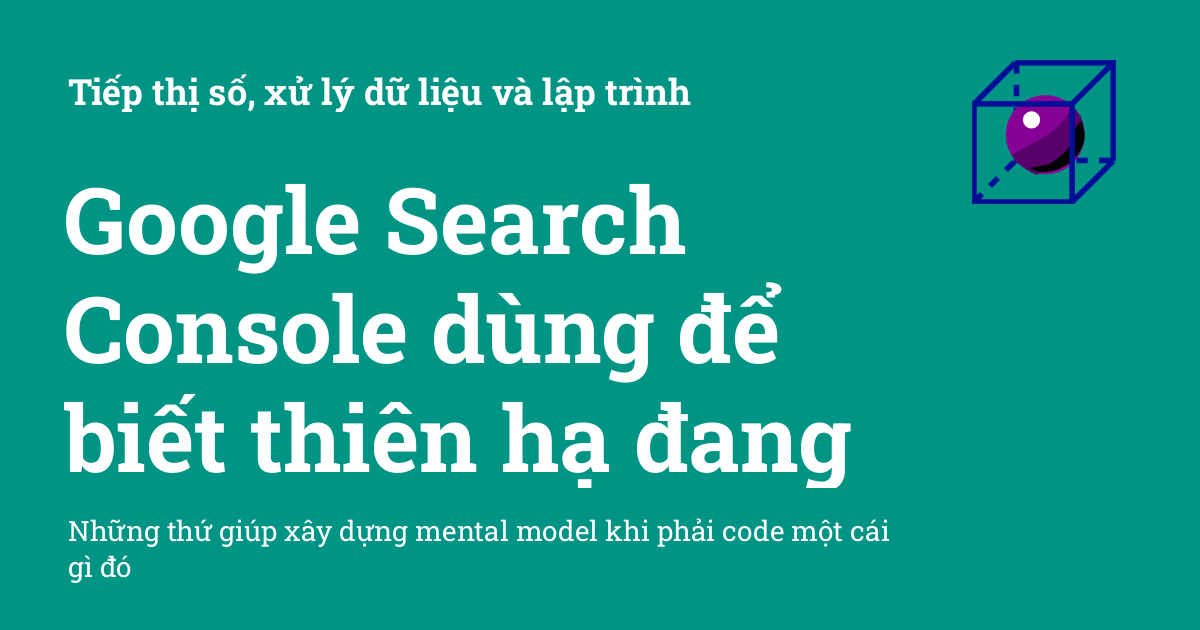 Tiếp thị số, xử lý dữ liệu và lập trình
Google Search
Console dùng để
biết thiên hạ đang
Những thứ giúp xây dựng mental model khi phải code một cái
gì đó